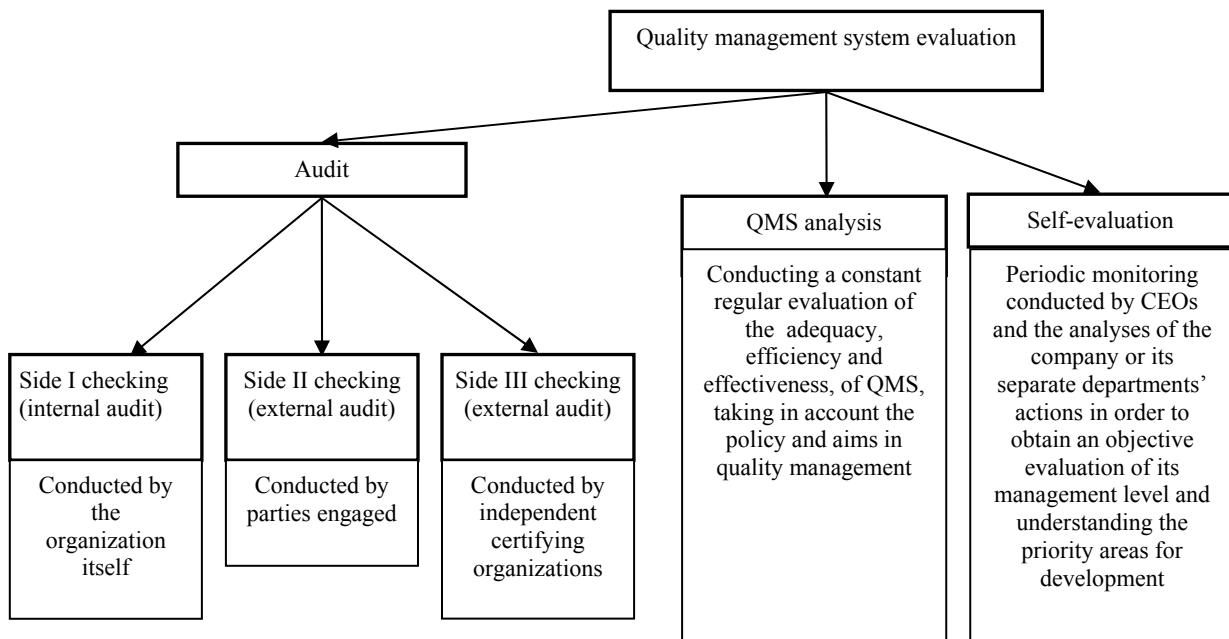 Quality management system evaluation
Audit
QMS analysis
Conducting a constant
regular evaluation of
the adequacy,
efficiency and
effectiveness, of QMS,
taking in account the
policy and aims in
quality management
Self-evaluation
Periodic monitoring
conducted by CEOs
and the analyses of the
company or its
separate departments’
actions in order to
obtain an objective
evaluation of its
management level and
understanding the
priority areas for
development
Side I checking
(internal audit)
Conducted by
the
organization
itself
Side II checking
(external audit)
Conducted by
parties engaged
Side III checking
(external audit)
Conducted by
independent
certifying
organizations